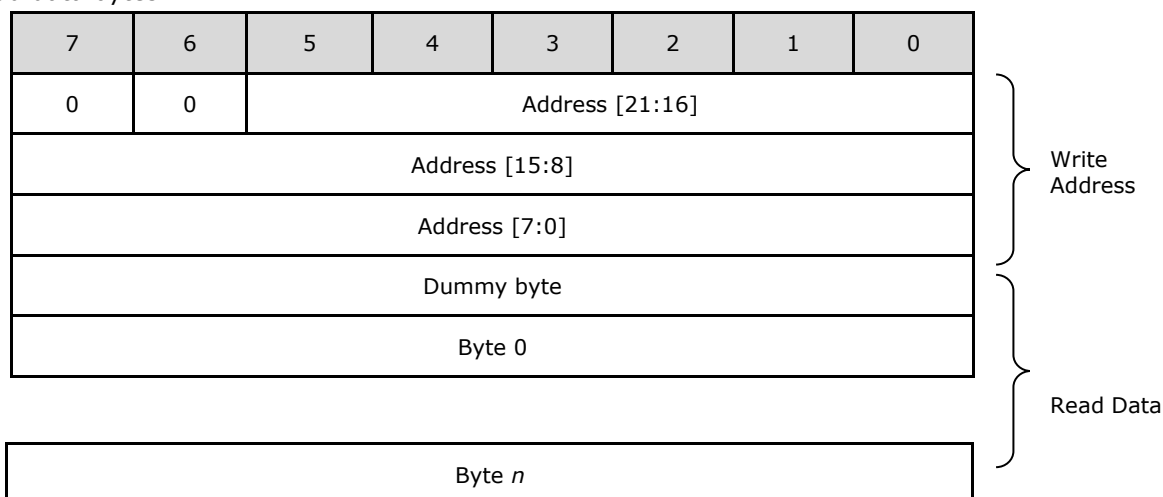 7 6 5 4 3 2 1 0
0 0 Address [21:16]
Address [15:8]
Write
Address
Address [7:0]
Dummy byte
Byte 0
Read Data
Byte n